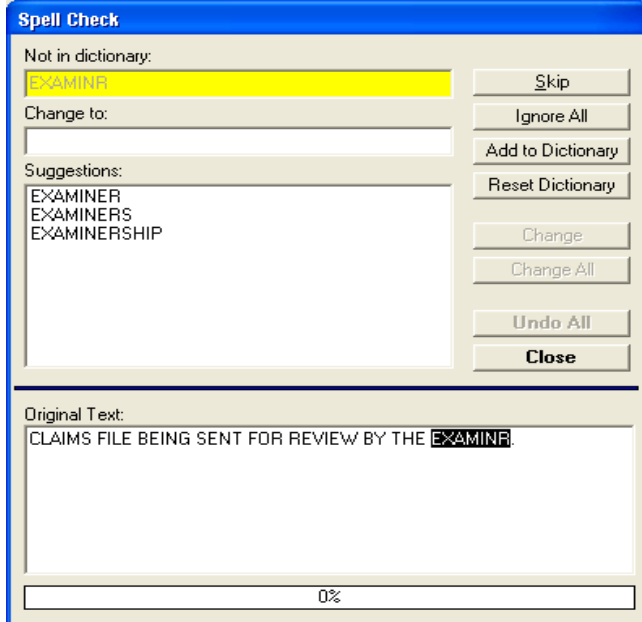 Spell Check
Not in dictionary:
EXAMINR
Change to:
Suggestions:
EXAMINER
EXAMINERS
EXAMINERSHIP
Skip
Ignore All
Add to Dictionary
Reset Dictionary
Change
Change All
Undo All
Close
Original Text:
CLAIMS FILE BEING SENT FOR REVIEW BY THE EXAMINR.
0%